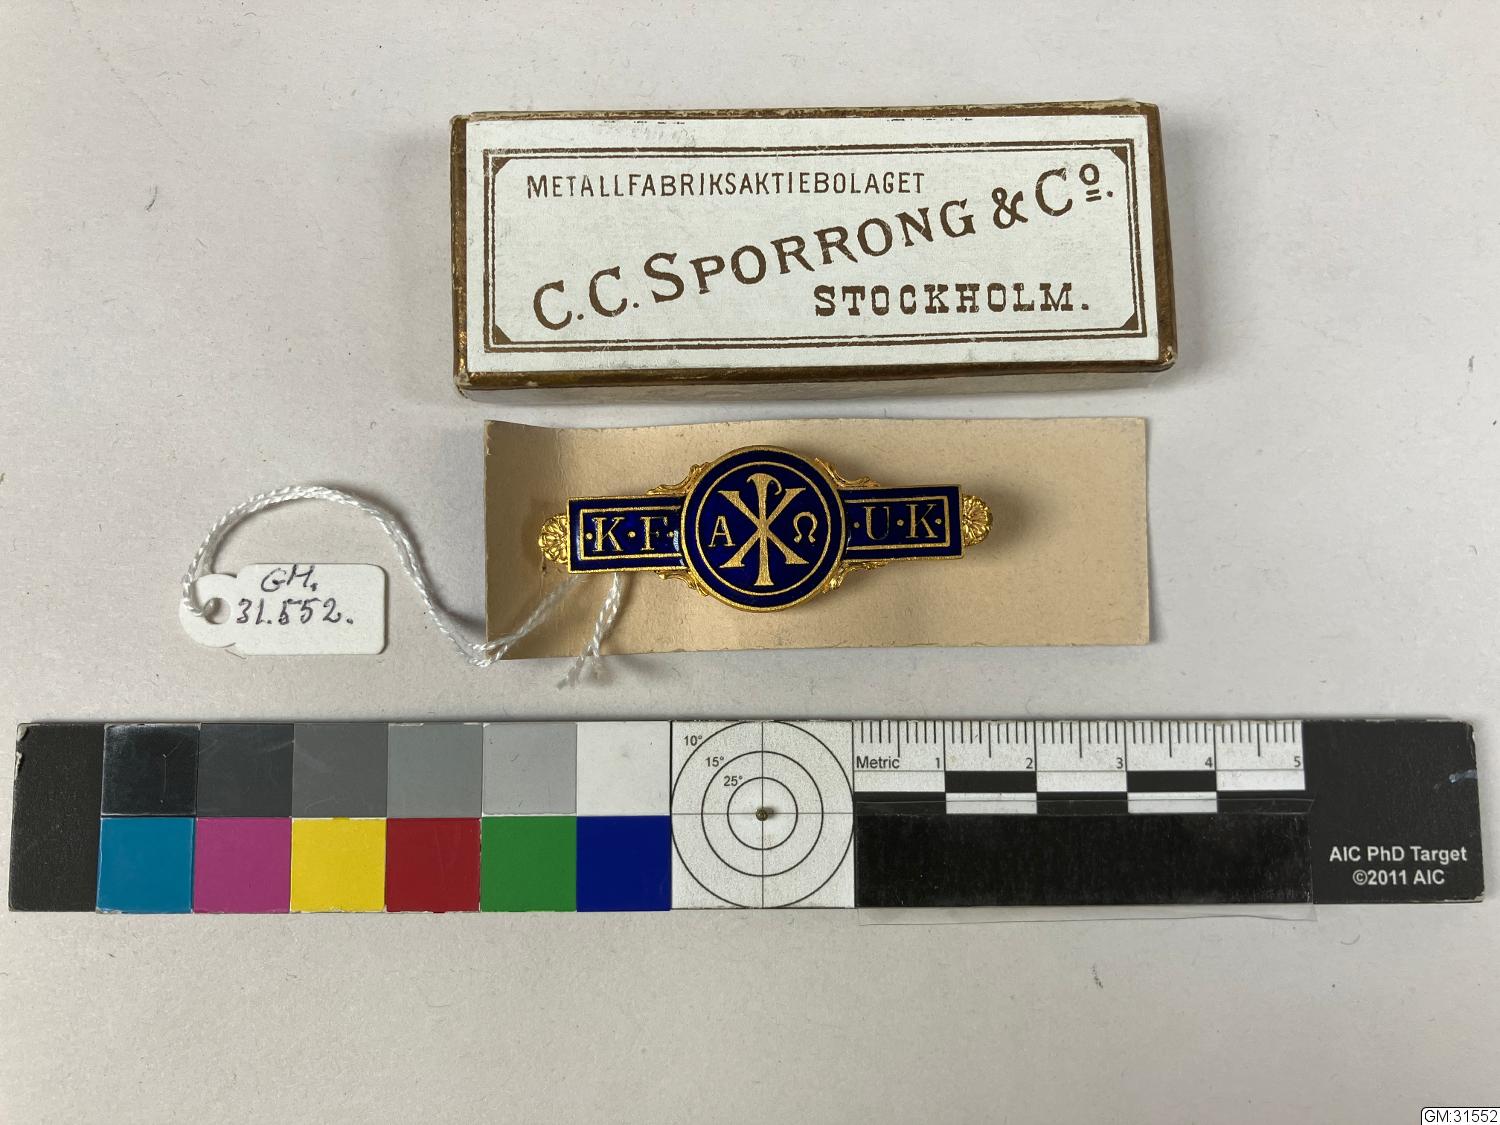 METALLFABRIKSAKTIEBOLAGET
C. C. SPORRONG & Cº.
STOCKHOLM.
·K·F· A Ω ·U·K·
GM.
31.552.
10°
15°
25°
Metric 1 2 3 4 5
AIC PhD Target
©2011 AIC
GM:31552